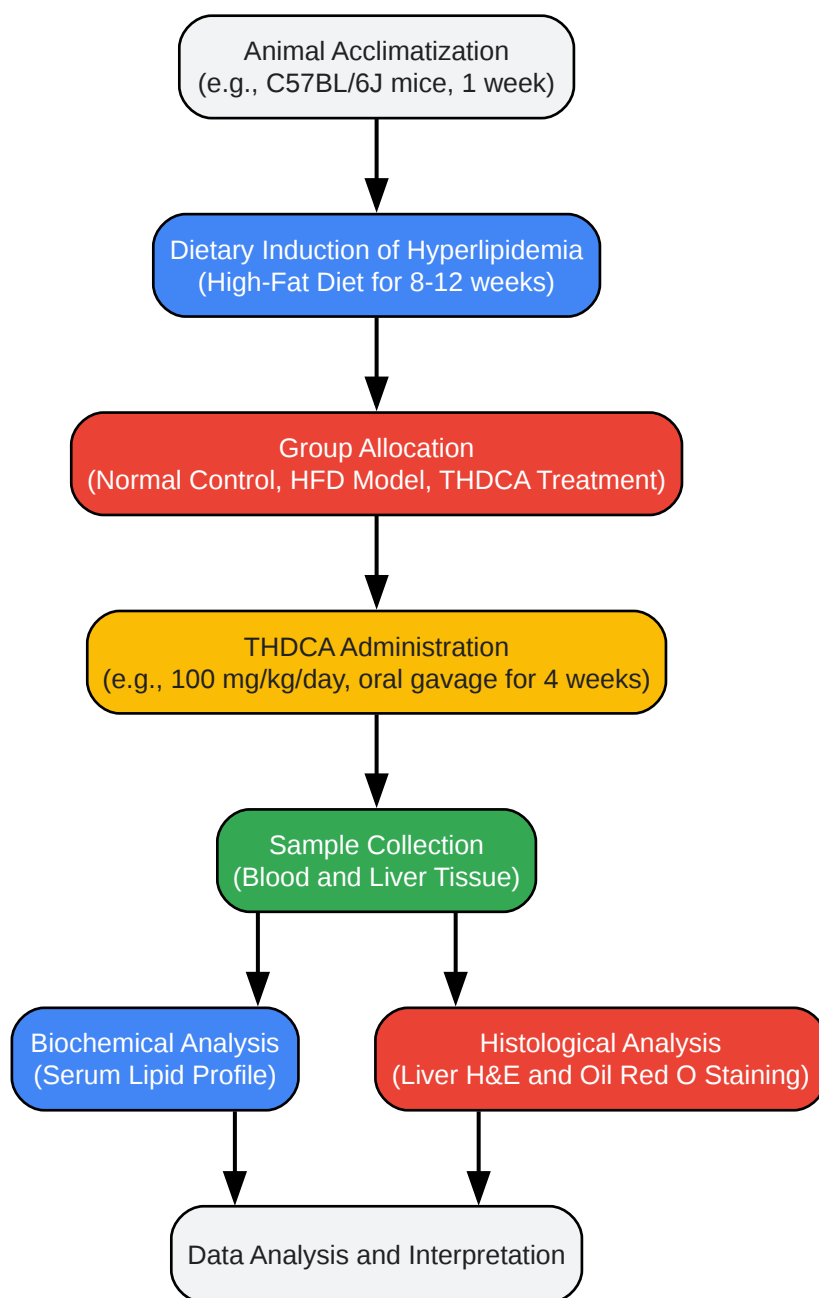 Animal Acclimatization
(e.g., C57BL/6J mice, 1 week)
Dietary Induction of Hyperlipidemia
(High-Fat Diet for 8-12 weeks)
Group Allocation
(Normal Control, HFD Model, THDCA Treatment)
THDCA Administration
(e.g., 100 mg/kg/day, oral gavage for 4 weeks)
Sample Collection
(Blood and Liver Tissue)
Biochemical Analysis
(Serum Lipid Profile)
Histological Analysis
(Liver H&E and Oil Red O Staining)
Data Analysis and Interpretation